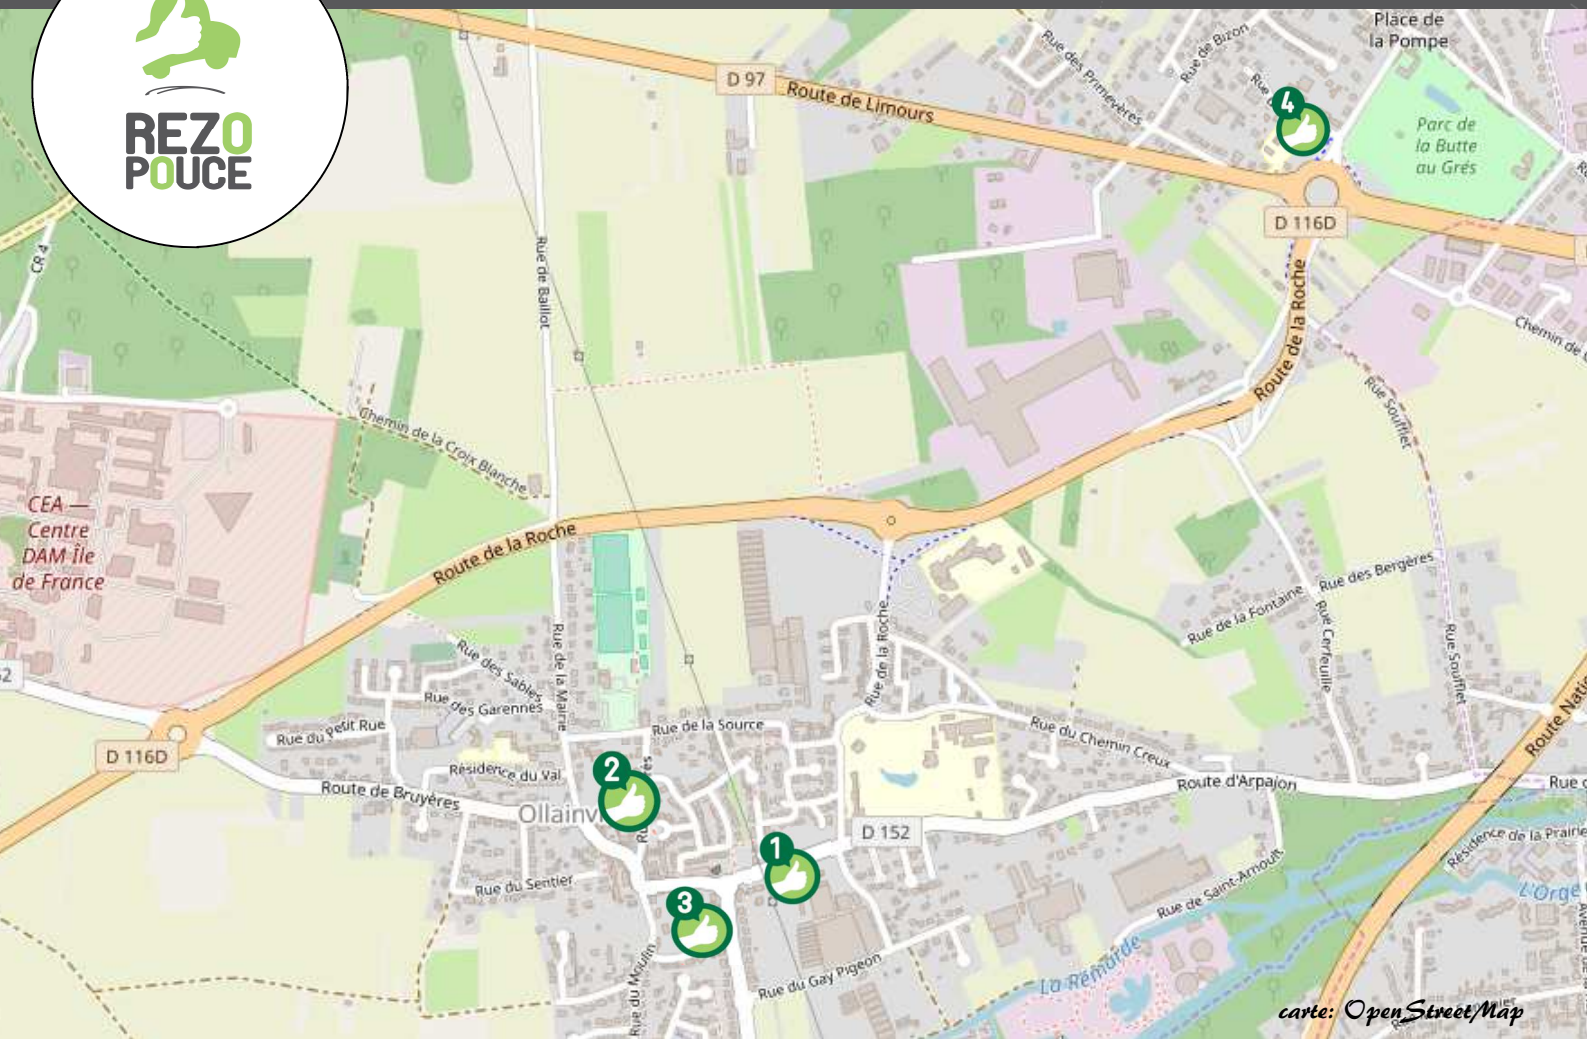 REZO
POUCE
Place de
la Pompe
Rue des Primevères
Rue de Bizon
D 97
Route de Limours
4
Parc de
la Butte
au Grés
D 116D
CR 4
Rue de Baillot
Route de la Roche
Chemin de
Rue Soufflet
Chemin de la Croix Blanche
CEA —
Centre
DAM Île
de France
Route de la Roche
Rue des Bergères
Rue de la Fontaine
Rue Corfeuille
Rue Soufflet
Rue de la Roche
Rue de la Mairie
Rue des Sables
Rue des Garennes
Rue du Petit Rue
Rue de la Source
Rue du Chemin Creux
D 116D
Résidence du Val
Route de Bruyères
2
Route d'Arpajon
Ollainvi
D 152
1
Résidence de la Prairie
Rue du Sentier
3
Rue de Saint-Arnoult
L'Orge
Rue du Moulin
Rue du Gay Pigeon
La Rémarde
carte: OpenStreetMap